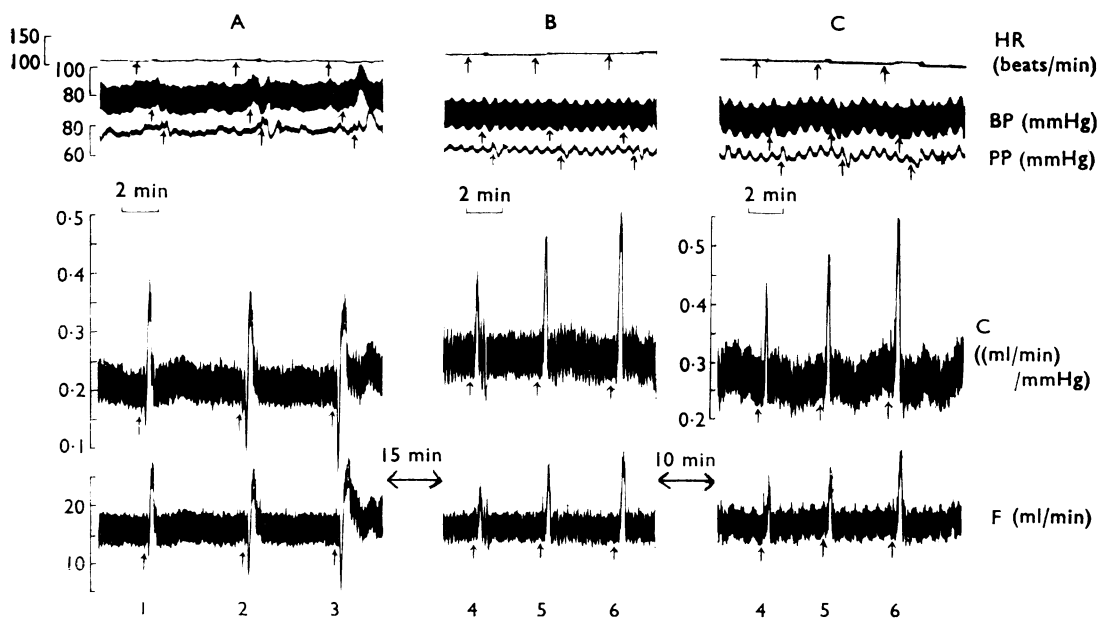 A B C
150
100
HR
(beats/min)
100
80
BP (mmHg)
80
60
PP (mmHg)
2 min 2 min 2 min
0·5
0·4
0·3
0·2
0·1
0·5
0·4
0·3
0·2
C
((ml/min)
/mmHg)
15 min
10 min
20
10
F (ml/min)
1 2 3 4 5 6 4 5 6